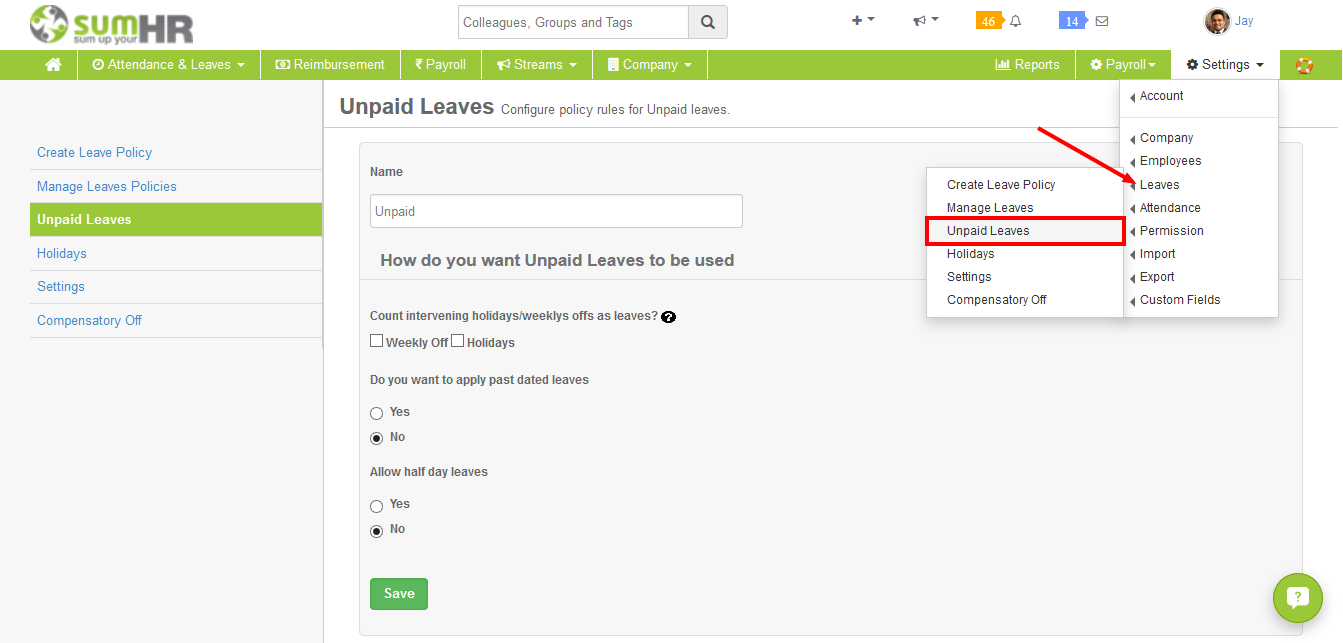 sumHR
sum up your
Colleagues, Groups and Tags
46
14
Jay
Attendance & Leaves
Reimbursement
₹ Payroll
Streams
Company
Reports
Payroll
Settings
Account
Company
Employees
Leaves
Attendance
Permission
Import
Export
Custom Fields
Create Leave Policy
Manage Leaves
Unpaid Leaves
Holidays
Settings
Compensatory Off
Create Leave Policy
Manage Leaves Policies
Unpaid Leaves
Holidays
Settings
Compensatory Off
Unpaid Leaves Configure policy rules for Unpaid leaves.
Name
Unpaid
How do you want Unpaid Leaves to be used
Count intervening holidays/weeklys offs as leaves? ?
Weekly Off Holidays
Do you want to apply past dated leaves
Yes
No
Allow half day leaves
Yes
No
Save
?